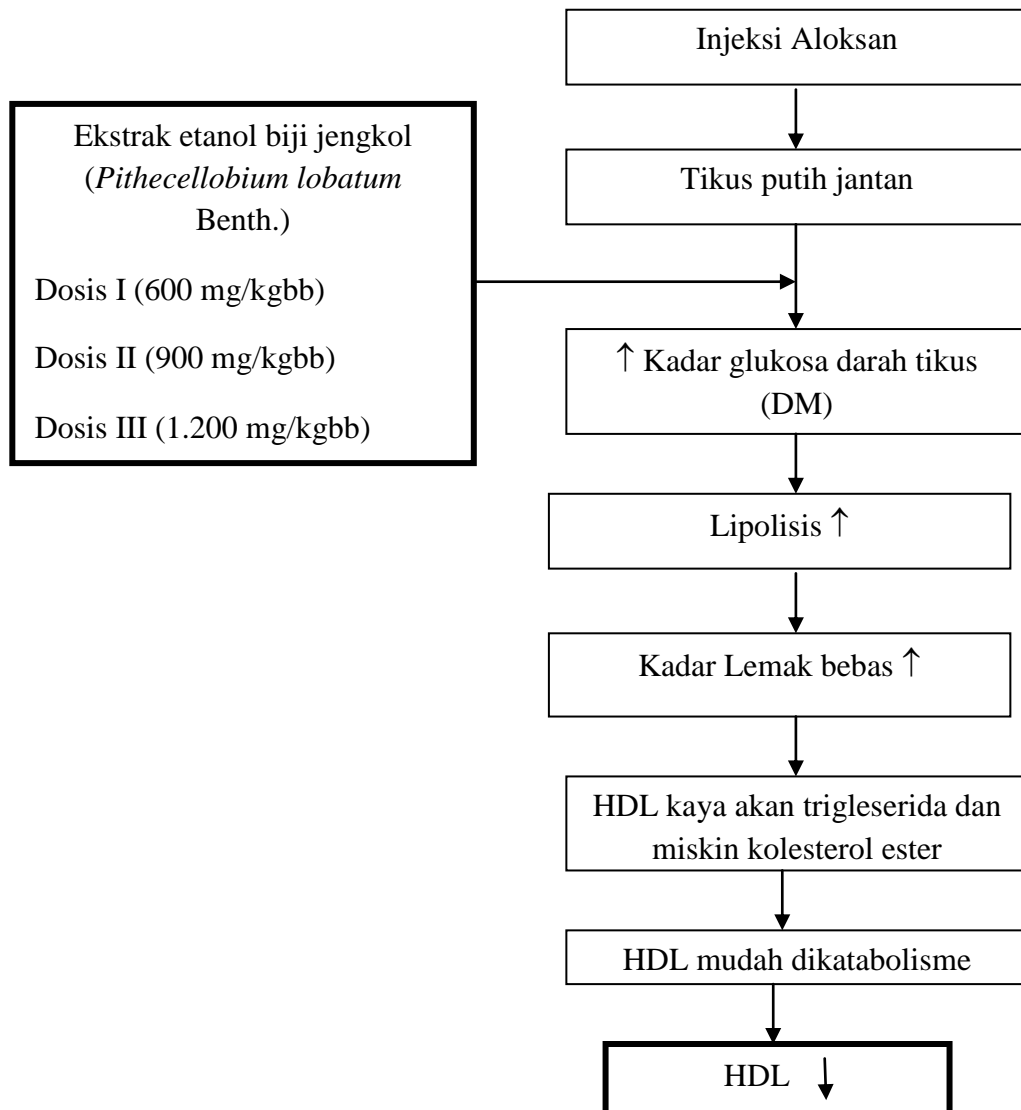 Injeksi Aloksan
Ekstrak etanol biji jengkol
(Pithecellobium lobatum
Benth.)
Dosis I (600 mg/kgbb)
Dosis II (900 mg/kgbb)
Dosis III (1.200 mg/kgbb)
Tikus putih jantan
↑ Kadar glukosa darah tikus
(DM)
Lipolisis ↑
Kadar Lemak bebas ↑
HDL kaya akan trigleserida dan
miskin kolesterol ester
HDL mudah dikatabolisme
HDL ↓